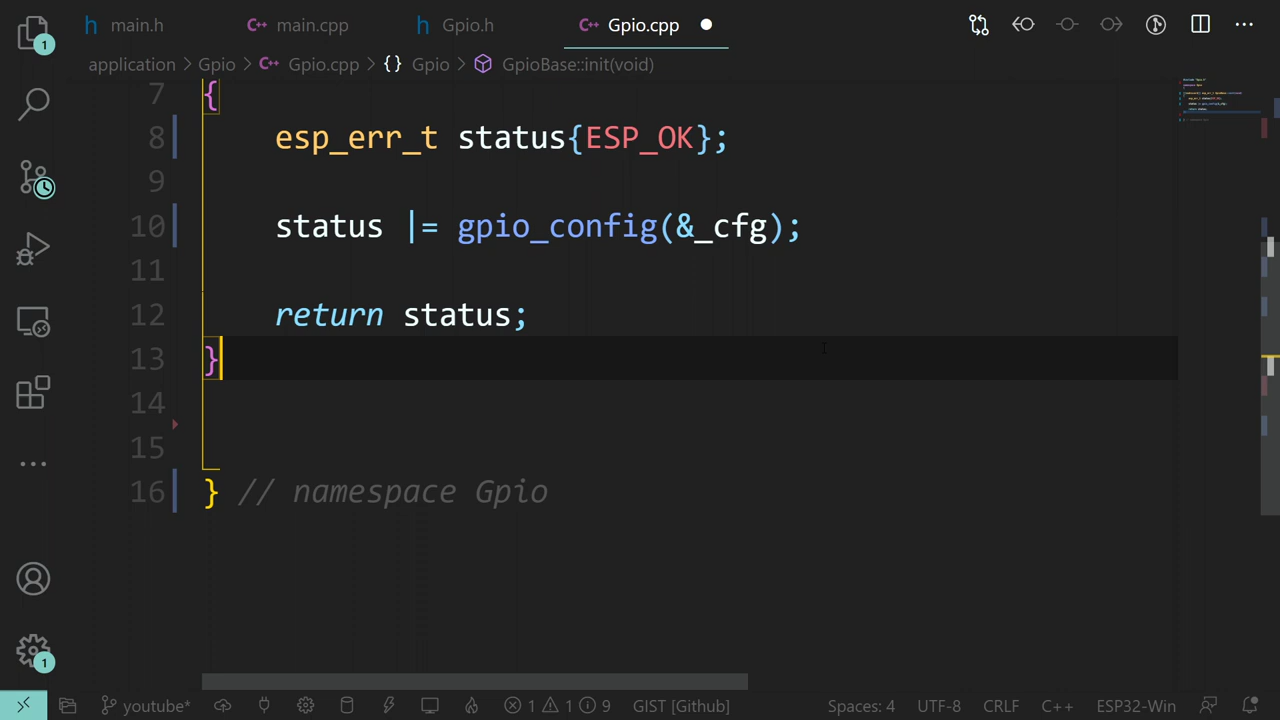 main.h main.cpp Gpio.h Gpio.cpp
application > Gpio > Gpio.cpp > {} Gpio > GpioBase::init(void)
7 {
8 esp_err_t status{ESP_OK};
9
10 status |= gpio_config(&_cfg);
11
12 return status;
13 }
14
15
16 } // namespace Gpio
1
1
youtube* 1 1 9 GIST [Github] Spaces: 4 UTF-8 CRLF C++ ESP32-Win